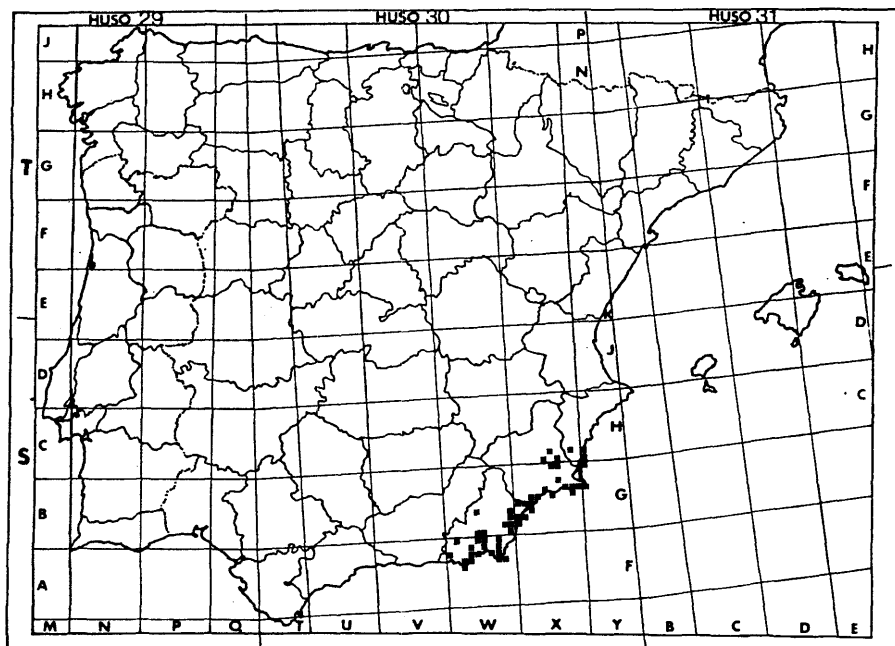 HUSO 29 HUSO 30 HUSO 31
J P H
H N G
T G F
F E
E K D
D J C
S C H
B G
A F
M N P Q T U V W X Y B C D E